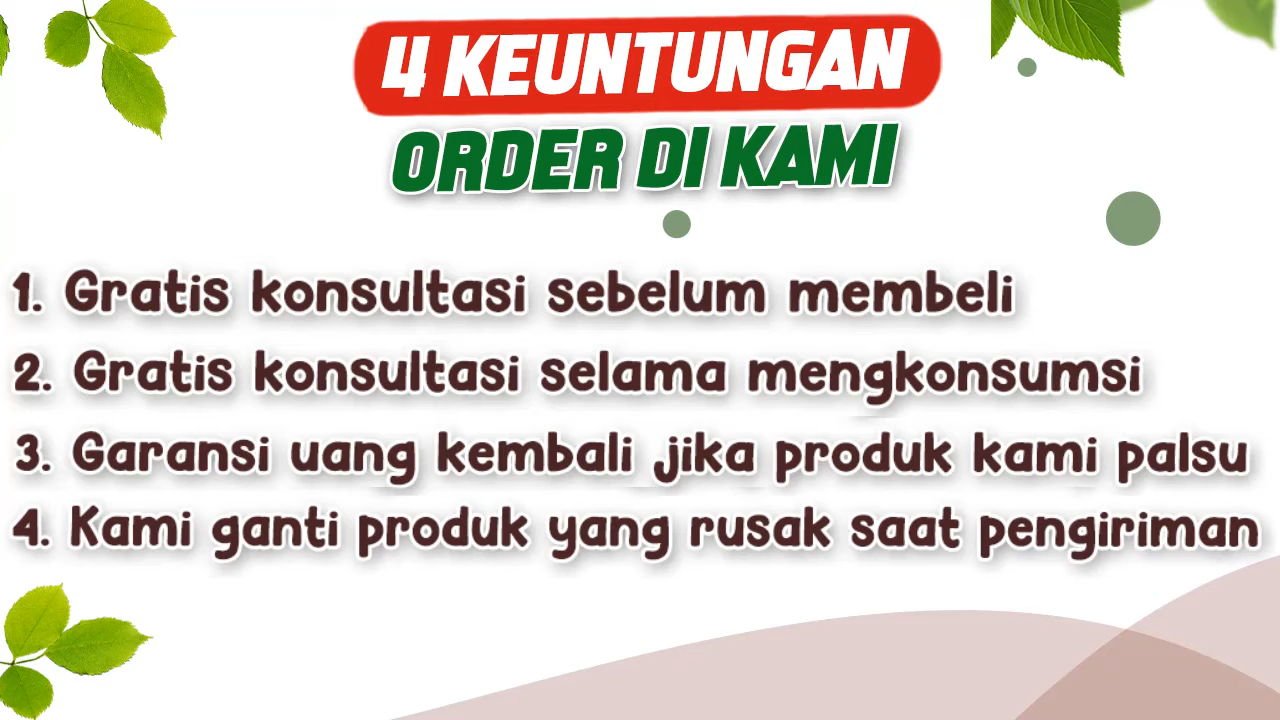 4 KEUNTUNGAN
ORDER DI KAMI
1. Gratis konsultasi sebelum membeli
2. Gratis konsultasi selama mengkonsumsi
3. Garansi uang kembali jika produk kami palsu
4. Kami ganti produk yang rusak saat pengiriman